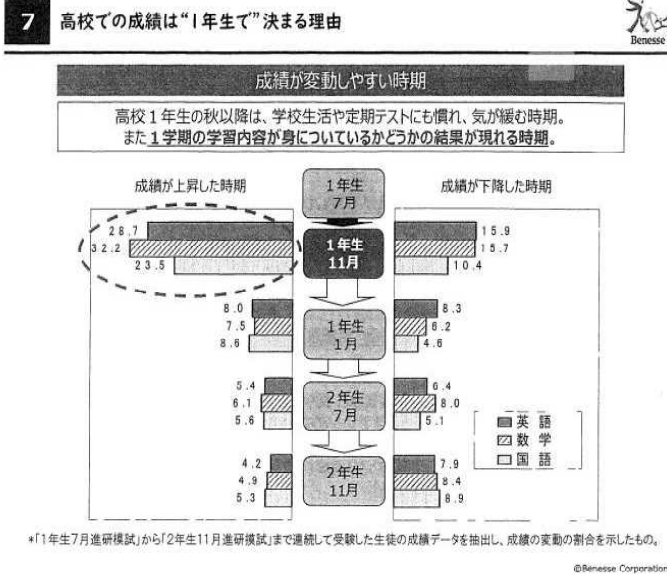 7 高校での成績は“1年生で”決まる理由
Benesse
成績が変動しやすい時期
高校1年生の秋以降は、学校生活や定期テストにも慣れ、気が緩む時期。
また1学期の学習内容が身についているかどうかの結果が現れる時期。
成績が上昇した時期
1年生
7月
成績が下降した時期
28.7
32.2
23.5
1年生
11月
15.9
15.7
10.4
8.0
7.5
8.6
1年生
1月
8.3
6.2
4.6
5.4
6.1
5.6
2年生
7月
6.4
8.0
5.1
英語
数学
国語
4.2
4.9
5.3
2年生
11月
7.9
8.4
8.9
*「1年生7月進研模試」から「2年生11月進研模試」まで連続して受験した生徒の成績データを抽出し、成績の変動の割合を示したもの。
©Benesse Corporation